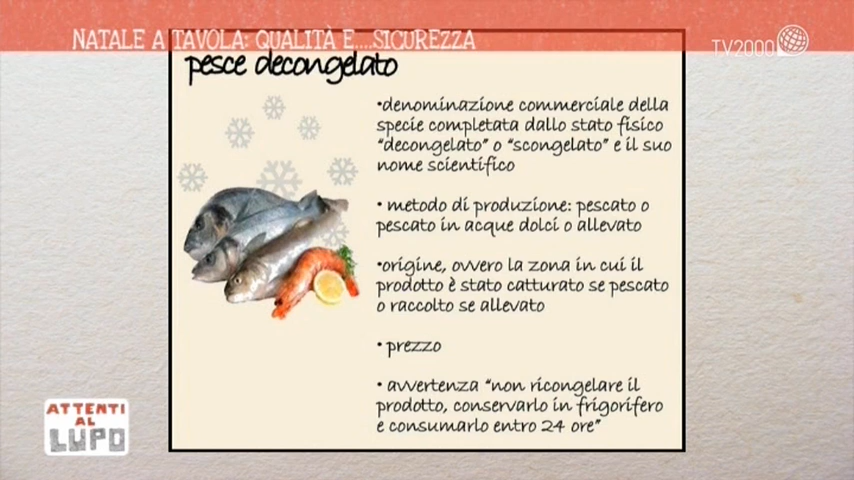 NATALE A TAVOLA: QUALITÀ E....SICUREZZA
TV2000
pesce decongelato
•denominazione commerciale della
specie completata dallo stato fisico
"decongelato" o "scongelato" e il suo
nome scientifico
• metodo di produzione: pescato o
pescato in acque dolci o allevato
•origine, ovvero la zona in cui il
prodotto è stato catturato se pescato
o raccolto se allevato
• prezzo
• avvertenza "non ricongelare il
prodotto, conservarlo in frigorifero
e consumarlo entro 24 ore"
ATTENTI
AL
LUPO